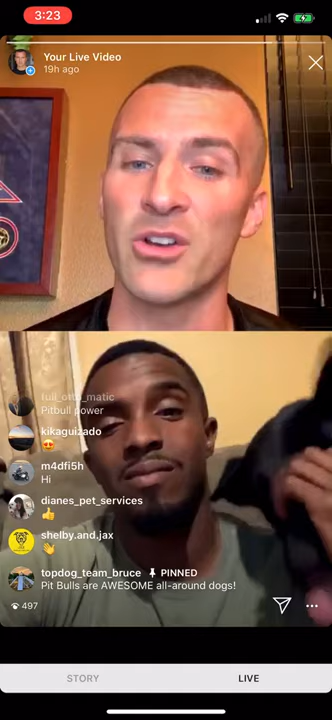 3:23
Your Live Video
19h ago
full_otto_matic
Pitbull power
kikaguizado
😍
m4dfi5h
Hi
dianes_pet_services
👍
shelby.and.jax
👋
topdog_team_bruce PINNED
Pit Bulls are AWESOME all-around dogs!
497
STORY LIVE